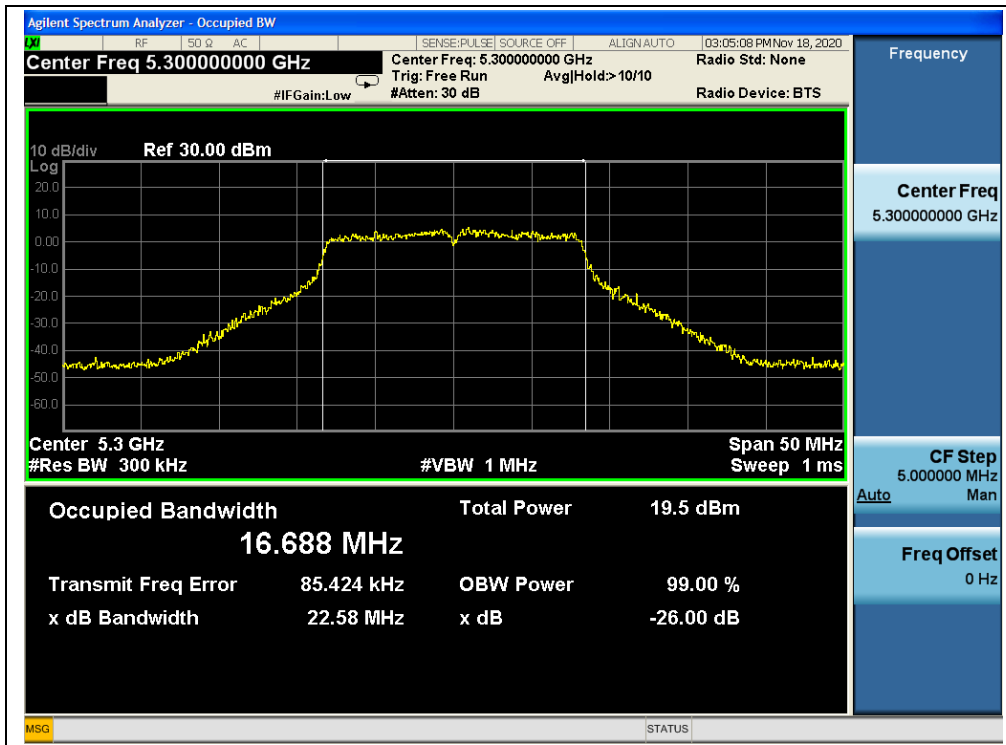 Agilent Spectrum Analyzer - Occupied BW
LXI RF 50 Ω AC SENSE:PULSE SOURCE OFF ALIGN AUTO 03:05:08 PM Nov 18, 2020
Center Freq 5.300000000 GHz
Center Freq: 5.300000000 GHz Radio Std: None
Trig: Free Run Avg|Hold:>10/10
#IFGain:Low #Atten: 30 dB Radio Device: BTS
10 dB/div Ref 30.00 dBm
Log
20.0
10.0
0.00
-10.0
-20.0
-30.0
-40.0
-50.0
-60.0
Center 5.3 GHz Span 50 MHz
#Res BW 300 kHz #VBW 1 MHz Sweep 1 ms
Occupied Bandwidth Total Power 19.5 dBm
16.688 MHz
Transmit Freq Error 85.424 kHz OBW Power 99.00 %
x dB Bandwidth 22.58 MHz x dB -26.00 dB
Frequency
Center Freq
5.300000000 GHz
CF Step
5.000000 MHz
Auto Man
Freq Offset
0 Hz
MSG STATUS